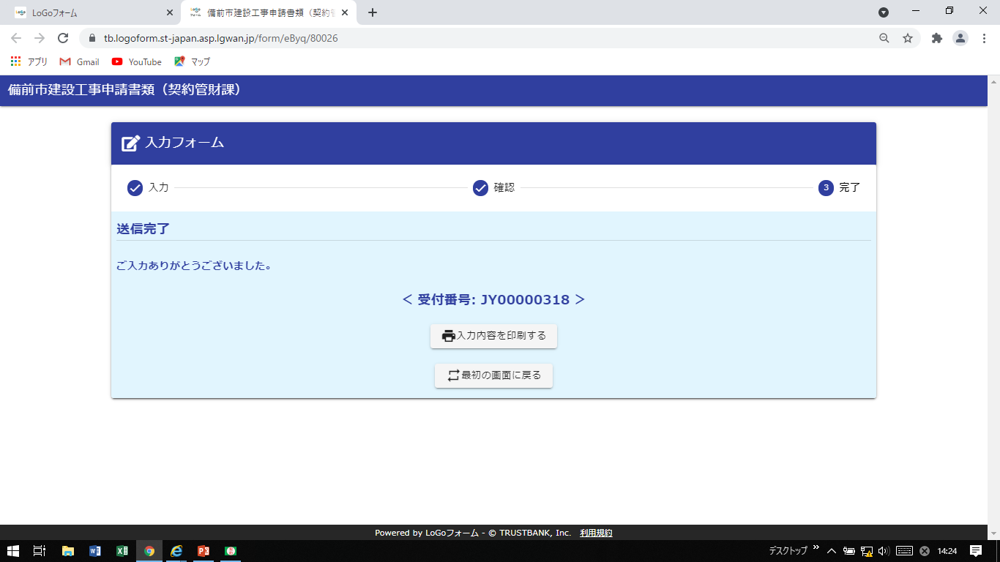 LoGoフォーム
備前市建設工事申請書類（契約管
tb.logoform.st-japan.asp.lgwan.jp/form/eByq/80026
アプリ Gmail YouTube マップ
備前市建設工事申請書類（契約管財課）
入力フォーム
入力 確認 3 完了
送信完了
ご入力ありがとうございました。
＜ 受付番号: JY00000318 ＞
入力内容を印刷する
最初の画面に戻る
Powered by LoGoフォーム - © TRUSTBANK, Inc. 利用規約
デスクトップ 14:24